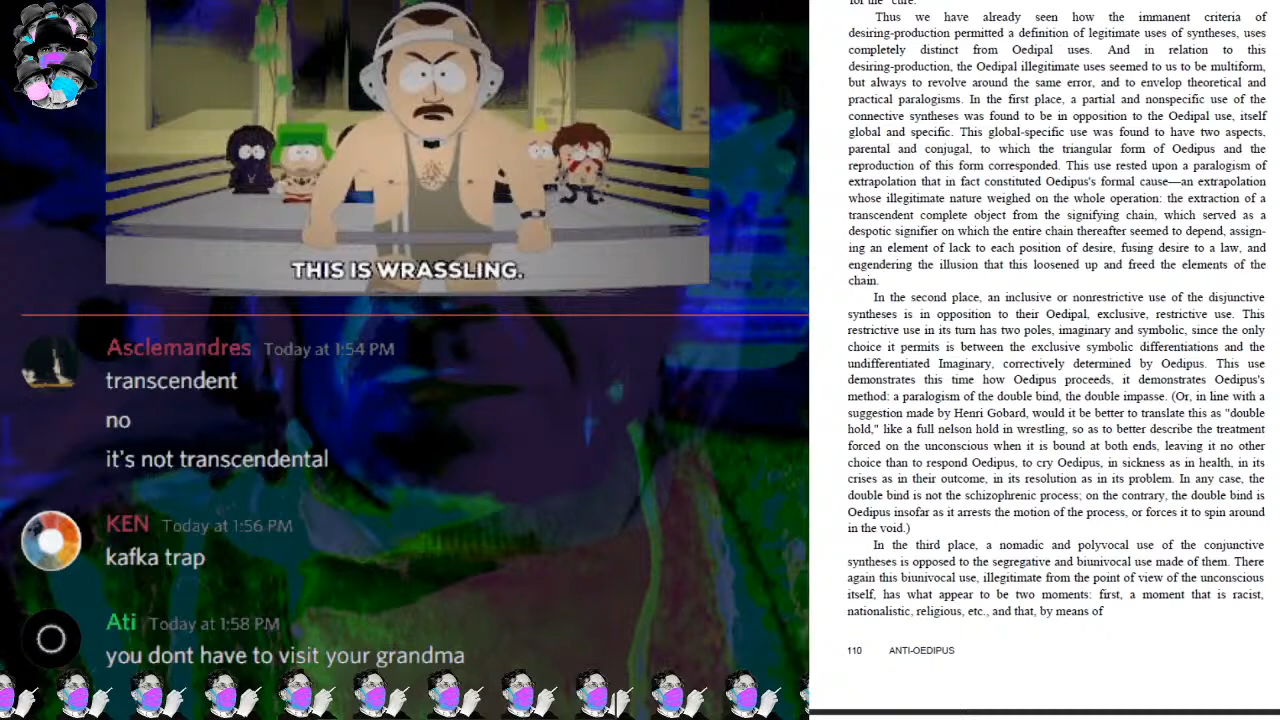 THIS IS WRASSLING.
Asclemandres Today at 1:54 PM
transcendent
no
it's not transcendental
KEN Today at 1:56 PM
kafka trap
Ati Today at 1:58 PM
you dont have to visit your grandma
for the "cure."
Thus we have already seen how the immanent criteria of
desiring-production permitted a definition of legitimate uses of syntheses, uses
completely distinct from Oedipal uses. And in relation to this
desiring-production, the Oedipal illegitimate uses seemed to us to be multiform,
but always to revolve around the same error, and to envelop theoretical and
practical paralogisms. In the first place, a partial and nonspecific use of the
connective syntheses was found to be in opposition to the Oedipal use, itself
global and specific. This global-specific use was found to have two aspects,
parental and conjugal, to which the triangular form of Oedipus and the
reproduction of this form corresponded. This use rested upon a paralogism of
extrapolation that in fact constituted Oedipus's formal cause—an extrapolation
whose illegitimate nature weighed on the whole operation: the extraction of a
transcendent complete object from the signifying chain, which served as a
despotic signifier on which the entire chain thereafter seemed to depend, assign-
ing an element of lack to each position of desire, fusing desire to a law, and
engendering the illusion that this loosened up and freed the elements of the
chain.
In the second place, an inclusive or nonrestrictive use of the disjunctive
syntheses is in opposition to their Oedipal, exclusive, restrictive use. This
restrictive use in its turn has two poles, imaginary and symbolic, since the only
choice it permits is between the exclusive symbolic differentiations and the
undifferentiated Imaginary, correctively determined by Oedipus. This use
demonstrates this time how Oedipus proceeds, it demonstrates Oedipus's
method: a paralogism of the double bind, the double impasse. (Or, in line with a
suggestion made by Henri Gobard, would it be better to translate this as "double
hold," like a full nelson hold in wrestling, so as to better describe the treatment
forced on the unconscious when it is bound at both ends, leaving it no other
choice than to respond Oedipus, to cry Oedipus, in sickness as in health, in its
crises as in their outcome, in its resolution as in its problem. In any case, the
double bind is not the schizophrenic process; on the contrary, the double bind is
Oedipus insofar as it arrests the motion of the process, or forces it to spin around
in the void.)
In the third place, a nomadic and polyvocal use of the conjunctive
syntheses is opposed to the segregative and biunivocal use made of them. There
again this biunivocal use, illegitimate from the point of view of the unconscious
itself, has what appear to be two moments: first, a moment that is racist,
nationalistic, religious, etc., and that, by means of
110 ANTI-OEDIPUS